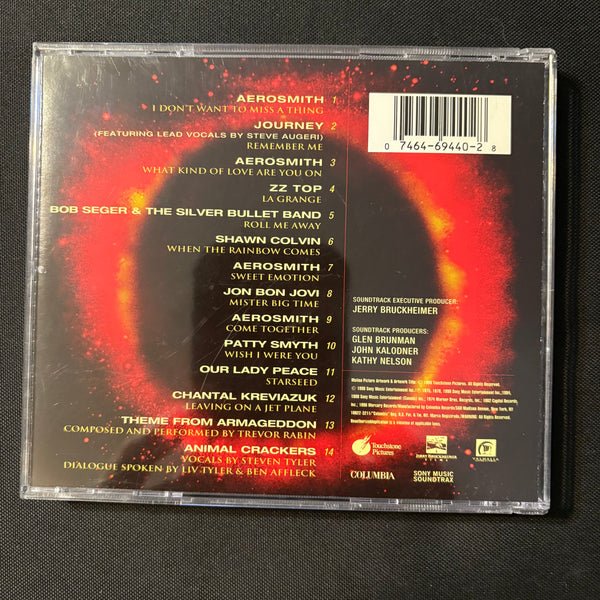 AEROSMITH 1
I DON'T WANT TO MISS A THING
JOURNEY 2
(FEATURING LEAD VOCALS BY STEVE AUGERI)
REMEMBER ME
AEROSMITH 3
WHAT KIND OF LOVE ARE YOU ON
ZZ TOP 4
LA GRANGE
BOB SEGER & THE SILVER BULLET BAND 5
ROLL ME AWAY
SHAWN COLVIN 6
WHEN THE RAINBOW COMES
AEROSMITH 7
SWEET EMOTION
JON BON JOVI 8
MISTER BIG TIME
AEROSMITH 9
COME TOGETHER
PATTY SMYTH 10
WISH I WERE YOU
OUR LADY PEACE 11
STARSEED
CHANTAL KREVIAZUK 12
LEAVING ON A JET PLANE
THEME FROM ARMAGEDDON 13
COMPOSED AND PERFORMED BY TREVOR RABIN
ANIMAL CRACKERS 14
VOCALS BY STEVEN TYLER
DIALOGUE SPOKEN BY LIV TYLER & BEN AFFLECK
0 7464-69440-2 8
SOUNDTRACK EXECUTIVE PRODUCER:
JERRY BRUCKHEIMER
SOUNDTRACK PRODUCERS:
GLEN BRUNMAN
JOHN KALODNER
KATHY NELSON
Touchstone
Pictures
JERRY BRUCKHEIMER
FILMS
VALHALLA
COLUMBIA
SONY MUSIC
SOUNDTRAX